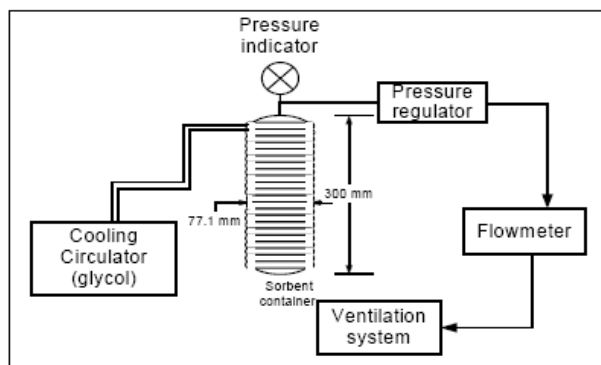 Pressure
indicator
Pressure
regulator
300 mm
77.1 mm
Cooling
Circulator
(glycol)
Flowmeter
Sorbent
container
Ventilation
system